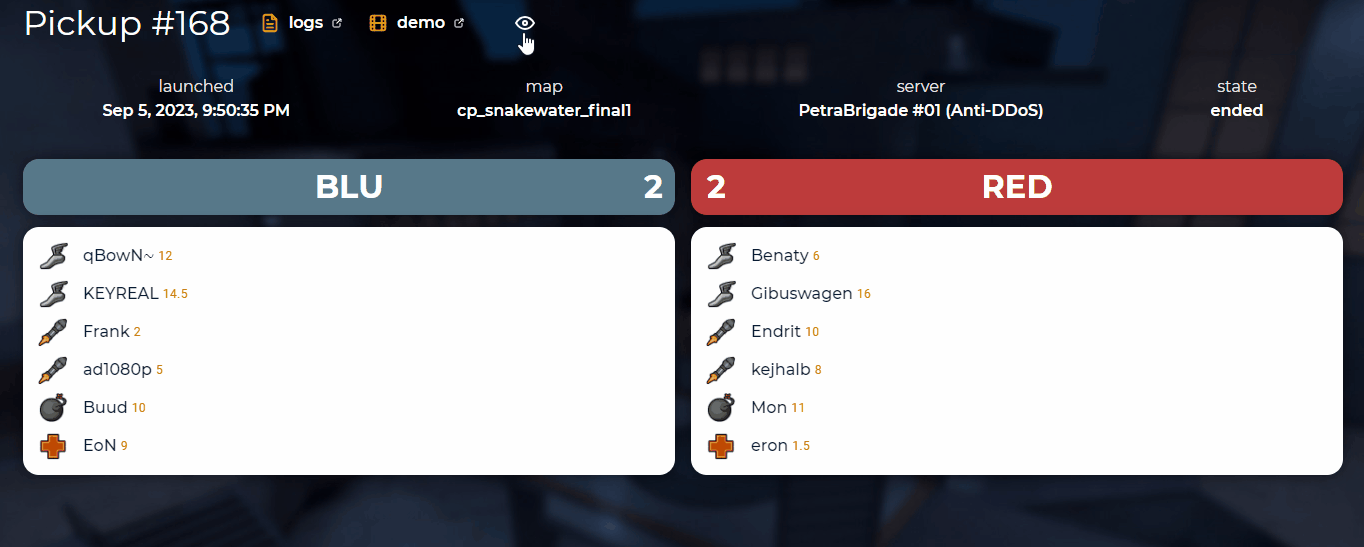 Pickup #168 logs demo
launched map server state
Sep 5, 2023, 9:50:35 PM cp_snakewater_final1 PetraBrigade #01 (Anti-DDoS) ended
BLU 2 2 RED
qBowN~ 12
KEYREAL 14.5
Frank 2
ad1080p 5
Buud 10
EoN 9
Benaty 6
Gibuswagen 16
Endrit 10
kejhalb 8
Mon 11
eron 1.5